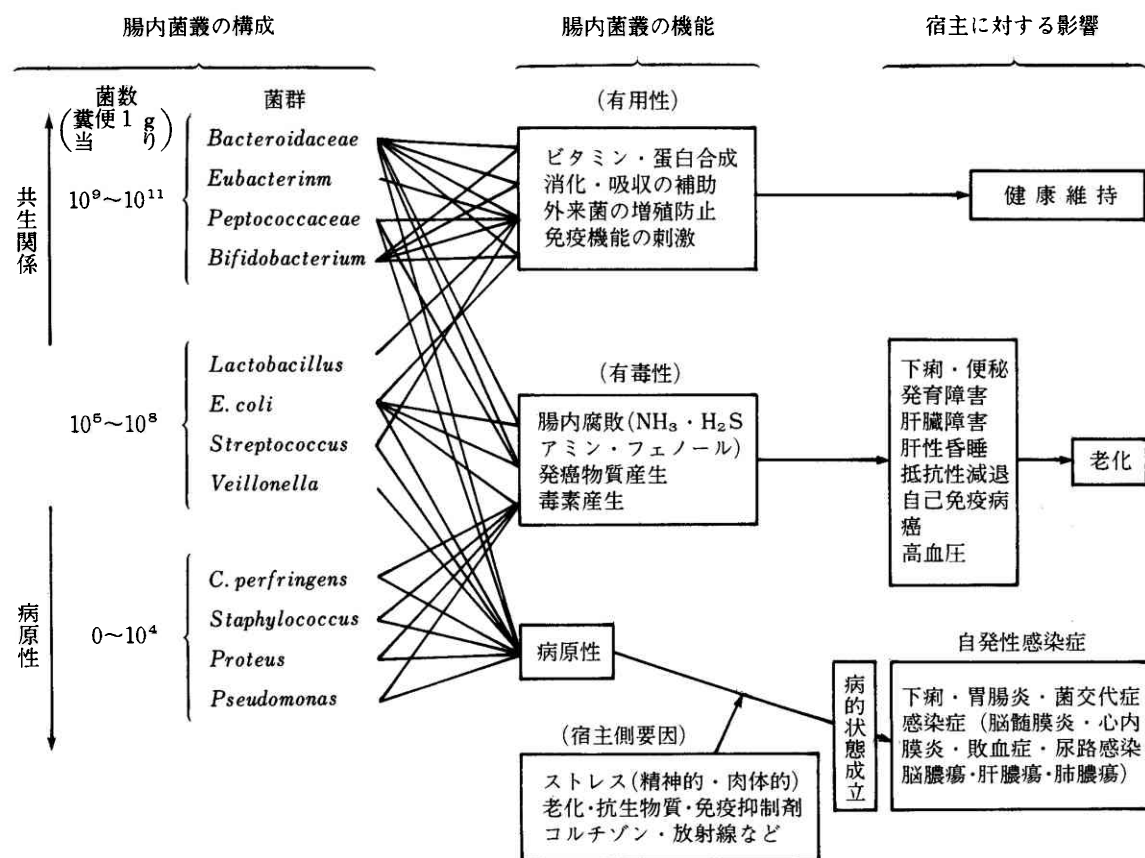 腸内菌叢の構成
菌数
(糞便1g当り)
菌群
共生関係
病原性
10⁹～10¹¹
Bacteroidaceae
Eubacterinm
Peptococcaceae
Bifidobacterium
10⁵～10⁸
Lactobacillus
E. coli
Streptococcus
Veillonella
0～10⁴
C. perfringens
Staphylococcus
Proteus
Pseudomonas
腸内菌叢の機能
(有用性)
ビタミン・蛋白合成
消化・吸収の補助
外来菌の増殖防止
免疫機能の刺激
(有毒性)
腸内腐敗(NH₃・H₂S
アミン・フェノール)
発癌物質産生
毒素産生
病原性
(宿主側要因)
ストレス(精神的・肉体的)
老化・抗生物質・免疫抑制剤
コルチゾン・放射線など
宿主に対する影響
健康維持
下痢・便秘
発育障害
肝臓障害
肝性昏睡
抵抗性減退
自己免疫病
癌
高血圧
老化
病的状態成立
自発性感染症
下痢・胃腸炎・菌交代症
感染症（脳髄膜炎・心内
膜炎・敗血症・尿路感染
脳膿瘍・肝膿瘍・肺膿瘍）